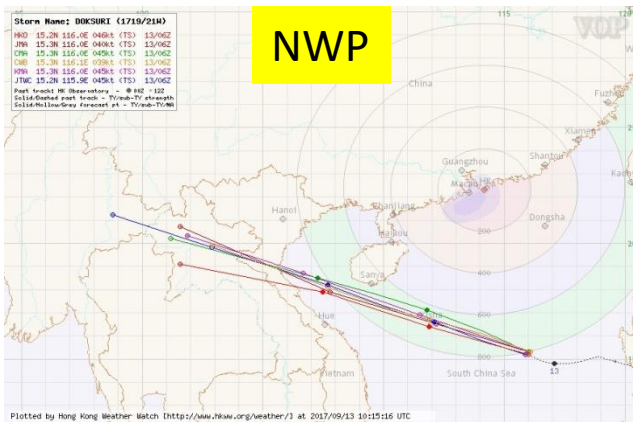 Storm Name: DOKSURI (1719/21W)
HKO 15.2N 116.0E 046kt (TS) 13/06Z
JMA 15.3N 116.0E 040kt (TS) 13/06Z
CMA 15.3N 116.0E 045kt (TS) 13/06Z
CWB 15.3N 116.1E 039kt (TS) 13/06Z
KMA 15.3N 116.0E 045kt (TS) 13/06Z
JTWC 15.2N 115.9E 045kt (TS) 13/06Z
Past track: HK Observatory - 00Z 12Z
Solid/Dashed past track - TY/sub-TY strength
Solid/Hollow/Gray forecast pt - TY/sub-TY/NA
NWP
115
120
VOP
China
Fuzho
Xiamen
Guangzhou
Shantou
Macau
HK
Kao
Zhanjiang
Hanoi
Dongsha
Haikou
200
Sanya
400
Hue
600
800
South China Sea
13
Vietnam
Plotted by Hong Kong Weather Watch [http://www.hkww.org/weather/] at 2017/09/13 10:15:16 UTC